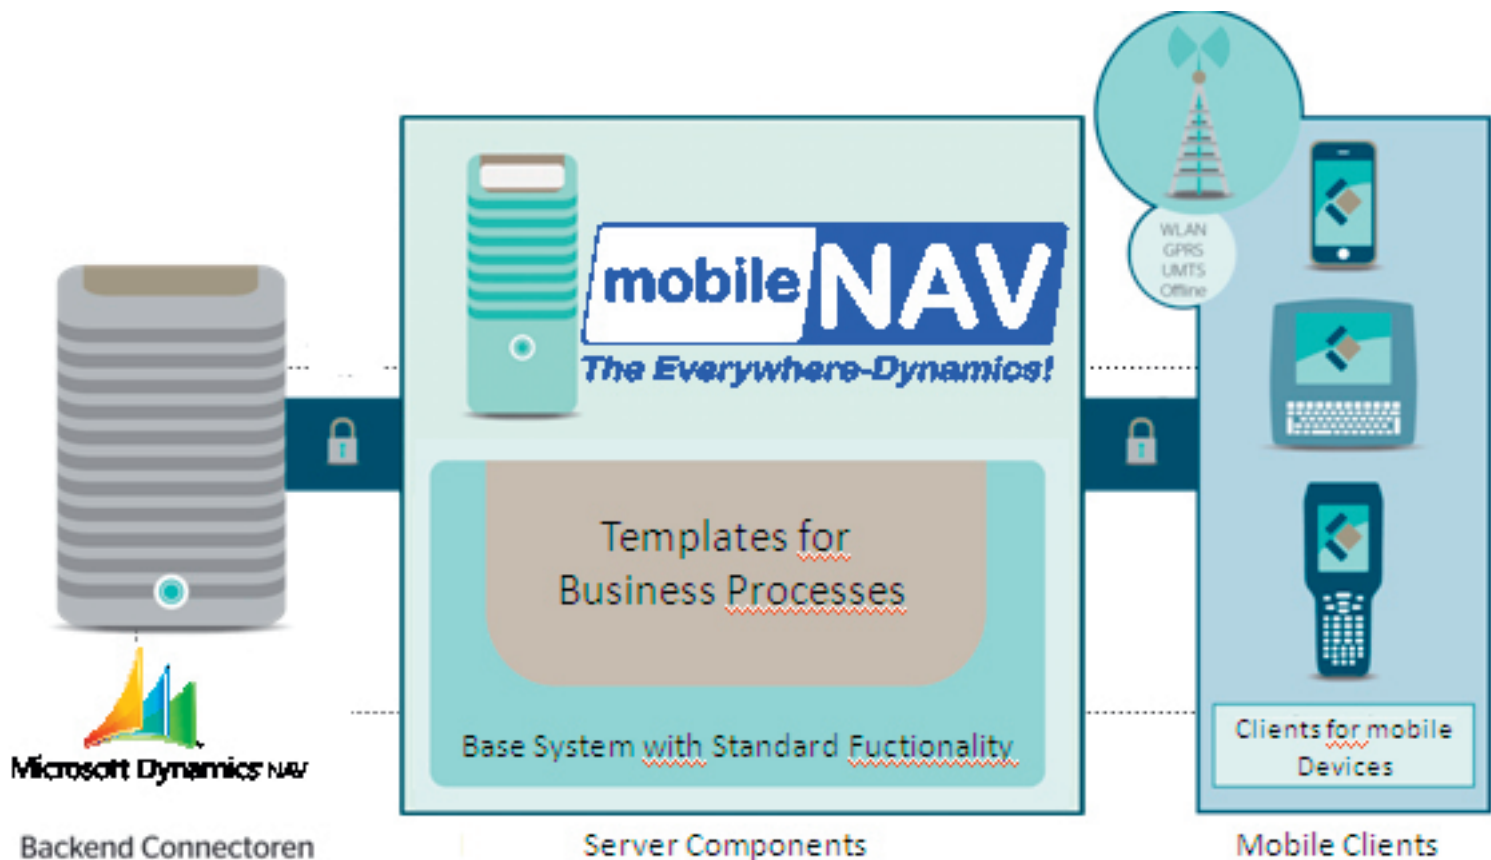 WLAN
GPRS
UMTS
Offline
mobile NAV
The Everywhere-Dynamics!
Templates for
Business Processes
Base System with Standard Fuctionality
Clients for mobile
Devices
Microsoft Dynamics NAV
Backend Connectoren
Server Components
Mobile Clients